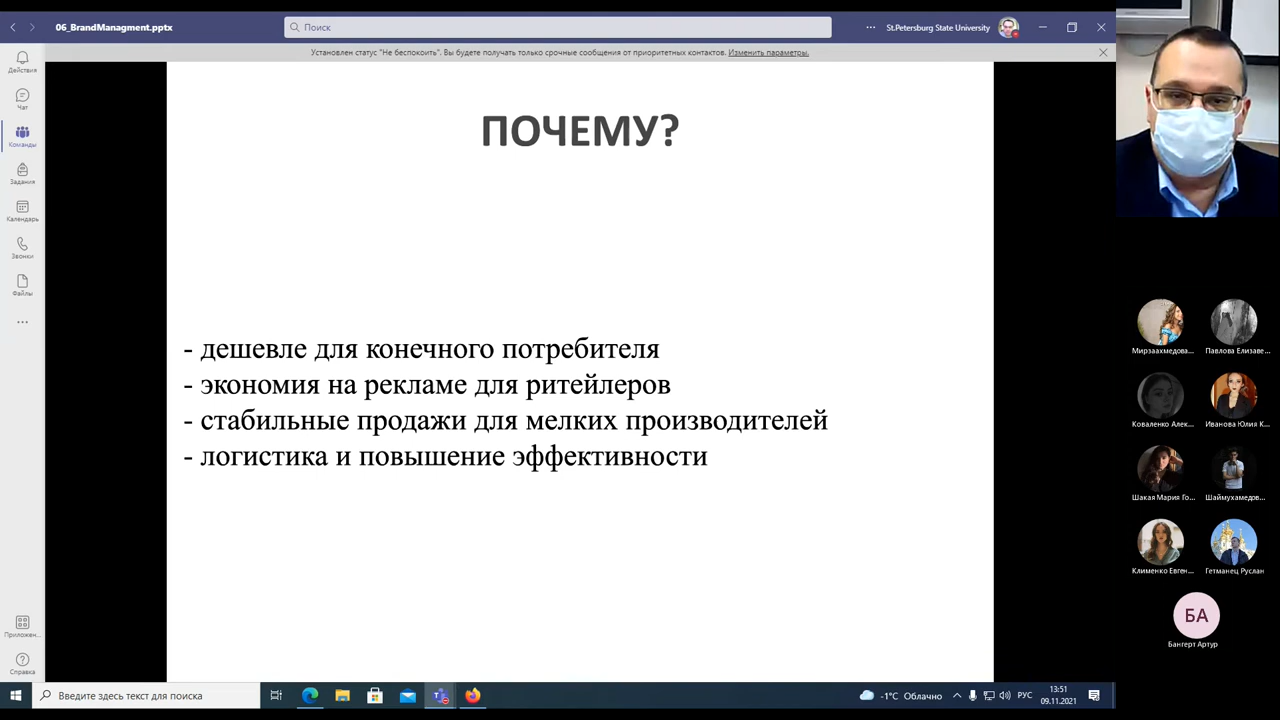 06_BrandManagment.pptx
Поиск
St.Petersburg State University
Установлен статус "Не беспокоить". Вы будете получать только срочные сообщения от приоритетных контактов. Изменить параметры.
Действия
Чат
Команды
Задания
Календарь
Звонки
Файлы
Приложен...
Справка
ПОЧЕМУ?
- дешевле для конечного потребителя
- экономия на рекламе для ритейлеров
- стабильные продажи для мелких производителей
- логистика и повышение эффективности
Мирзаахмедова...
Павлова Елизаве...
Коваленко Алек...
Иванова Юлия К...
Шакая Мария Го...
Шаймухамедов...
Клименко Евген...
Гетманец Руслан
БА
Бангерт Артур
Введите здесь текст для поиска
-1°C Облачно
РУС
13:51
09.11.2021